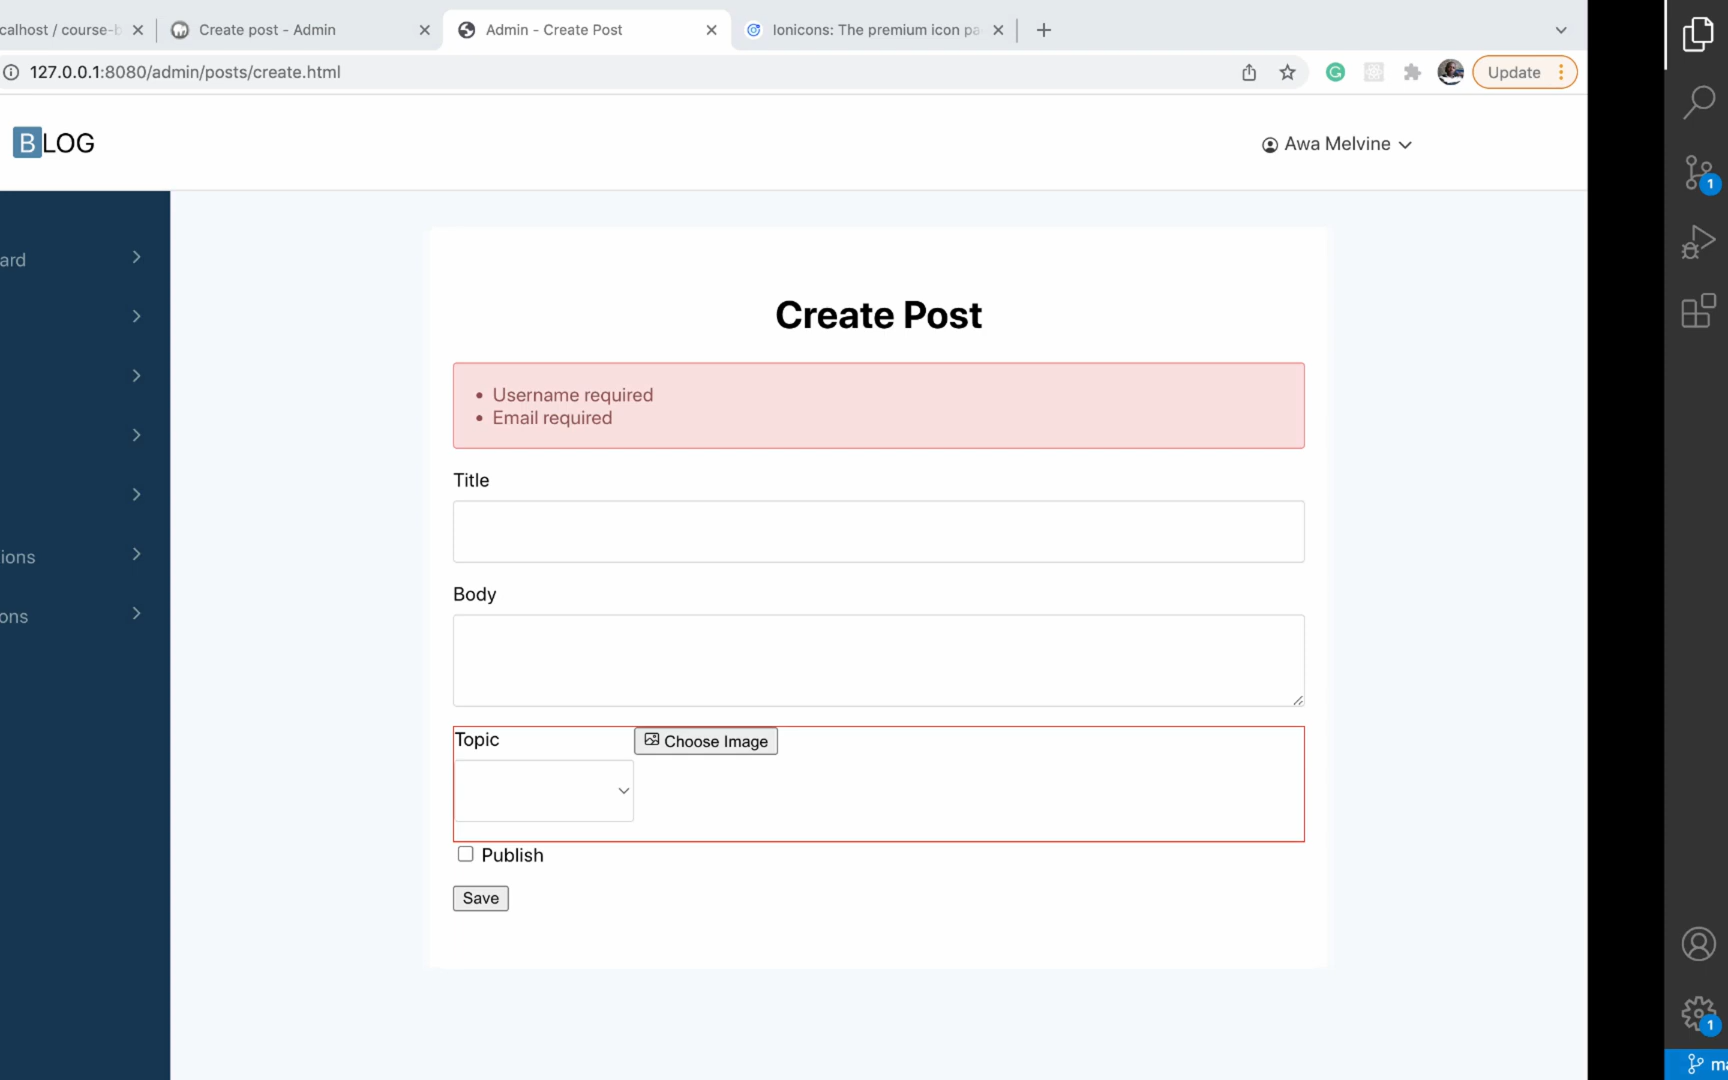 calhost / course-b
Create post - Admin
Admin - Create Post
Ionicons: The premium icon pa
127.0.0.1:8080/admin/posts/create.html
Update
BLOG
Awa Melvine
ard
ions
ons
Create Post
Username required
Email required
Title
Body
Topic
Choose Image
Publish
Save
1
1
ma